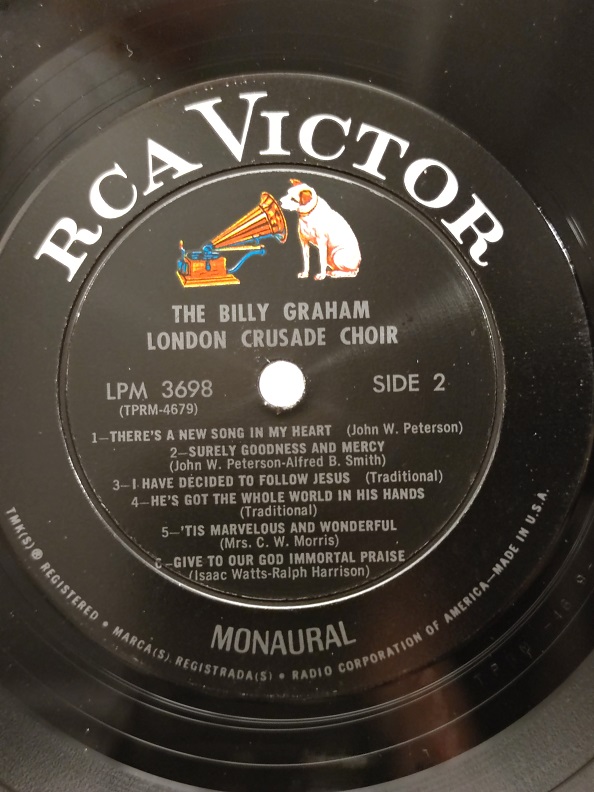 RCA VICTOR
THE BILLY GRAHAM
LONDON CRUSADE CHOIR
LPM 3698
(TPRM-4679)
SIDE 2
1—THERE'S A NEW SONG IN MY HEART (John W. Peterson)
2—SURELY GOODNESS AND MERCY
(John W. Peterson-Alfred B. Smith)
3—I HAVE DECIDED TO FOLLOW JESUS (Traditional)
4—HE'S GOT THE WHOLE WORLD IN HIS HANDS
(Traditional)
5—'TIS MARVELOUS AND WONDERFUL
(Mrs. C. W. Morris)
GIVE TO OUR GOD IMMORTAL PRAISE
(Isaac Watts-Ralph Harrison)
MONAURAL
TMK(S) ® REGISTERED • MARCA(S) REGISTRADA(S) • RADIO CORPORATION OF AMERICA—MADE IN U.S.A.